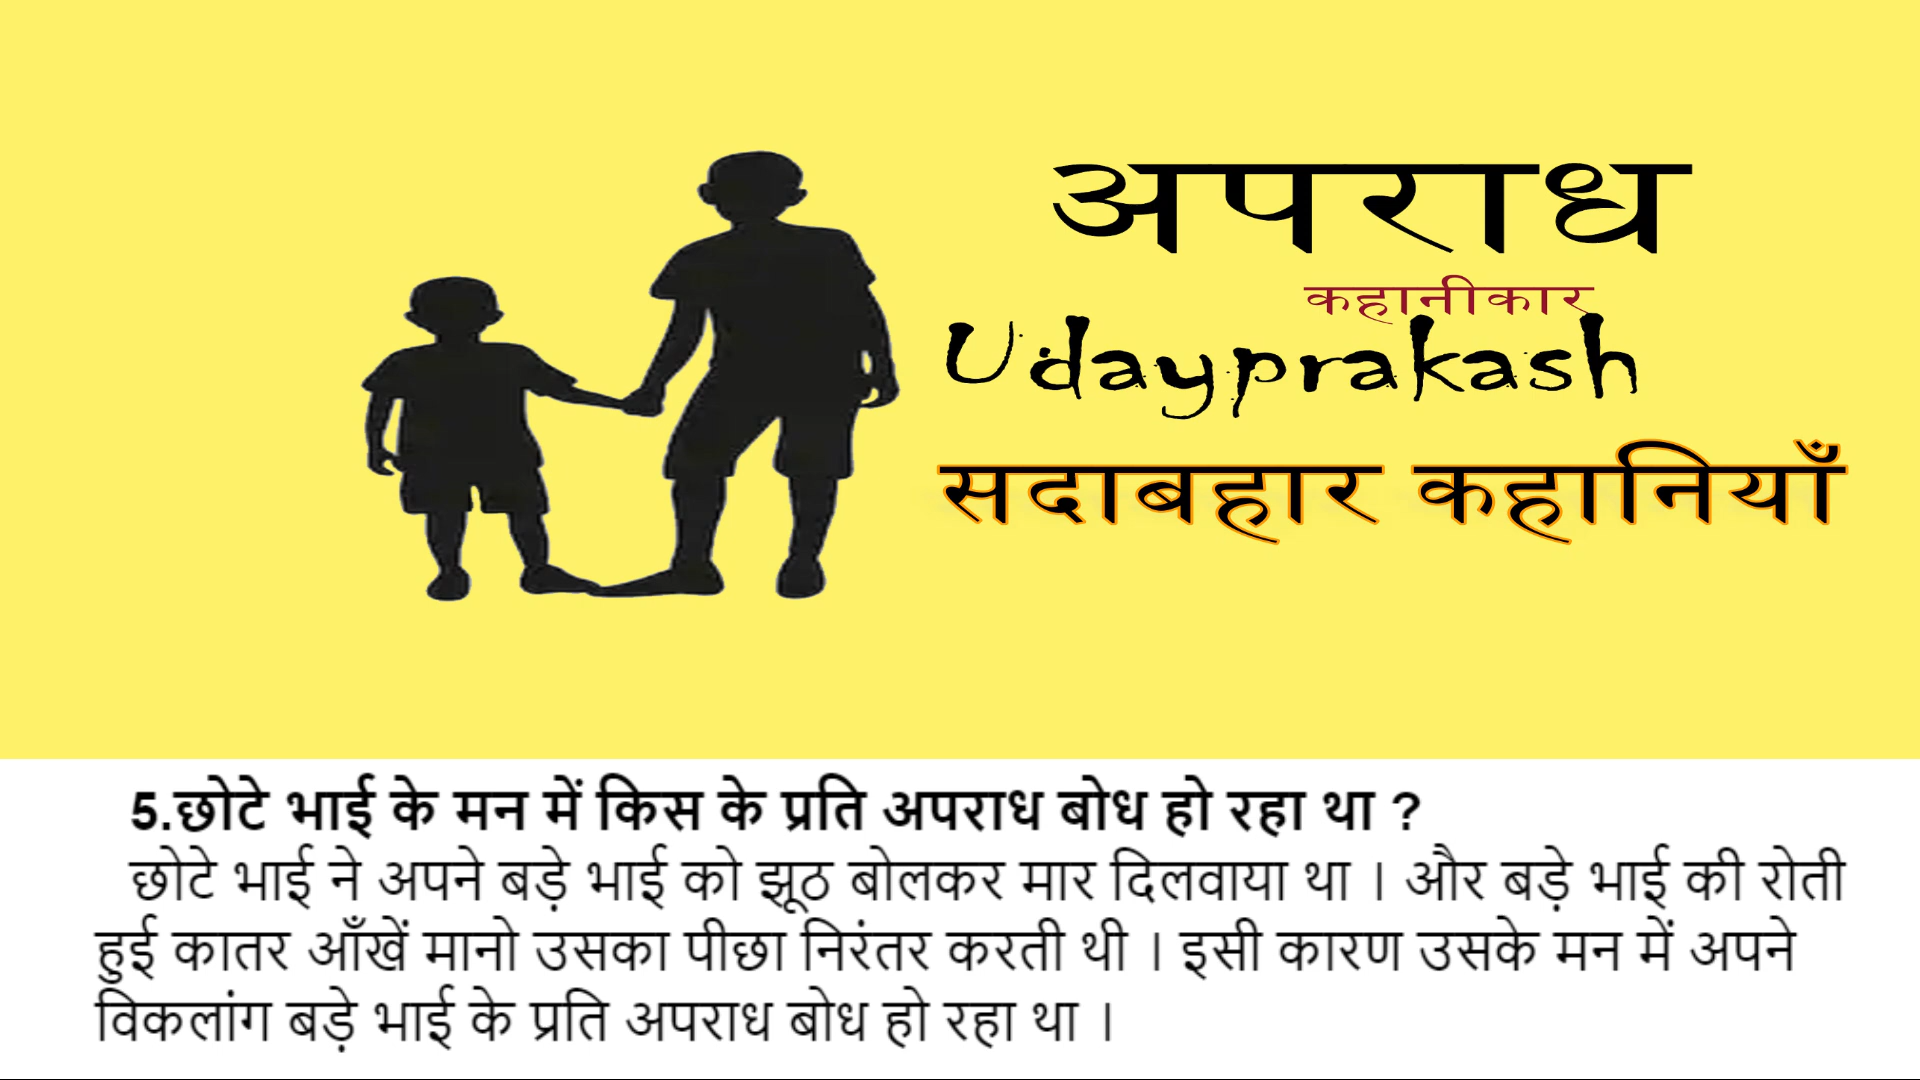 अपराध
कहानीकार
Udayprakash
सदाबहार कहानियाँ
5.छोटे भाई के मन में किस के प्रति अपराध बोध हो रहा था ?
छोटे भाई ने अपने बड़े भाई को झूठ बोलकर मार दिलवाया था । और बड़े भाई की रोती
हुई कातर आँखें मानो उसका पीछा निरंतर करती थी । इसी कारण उसके मन में अपने
विकलांग बड़े भाई के प्रति अपराध बोध हो रहा था ।